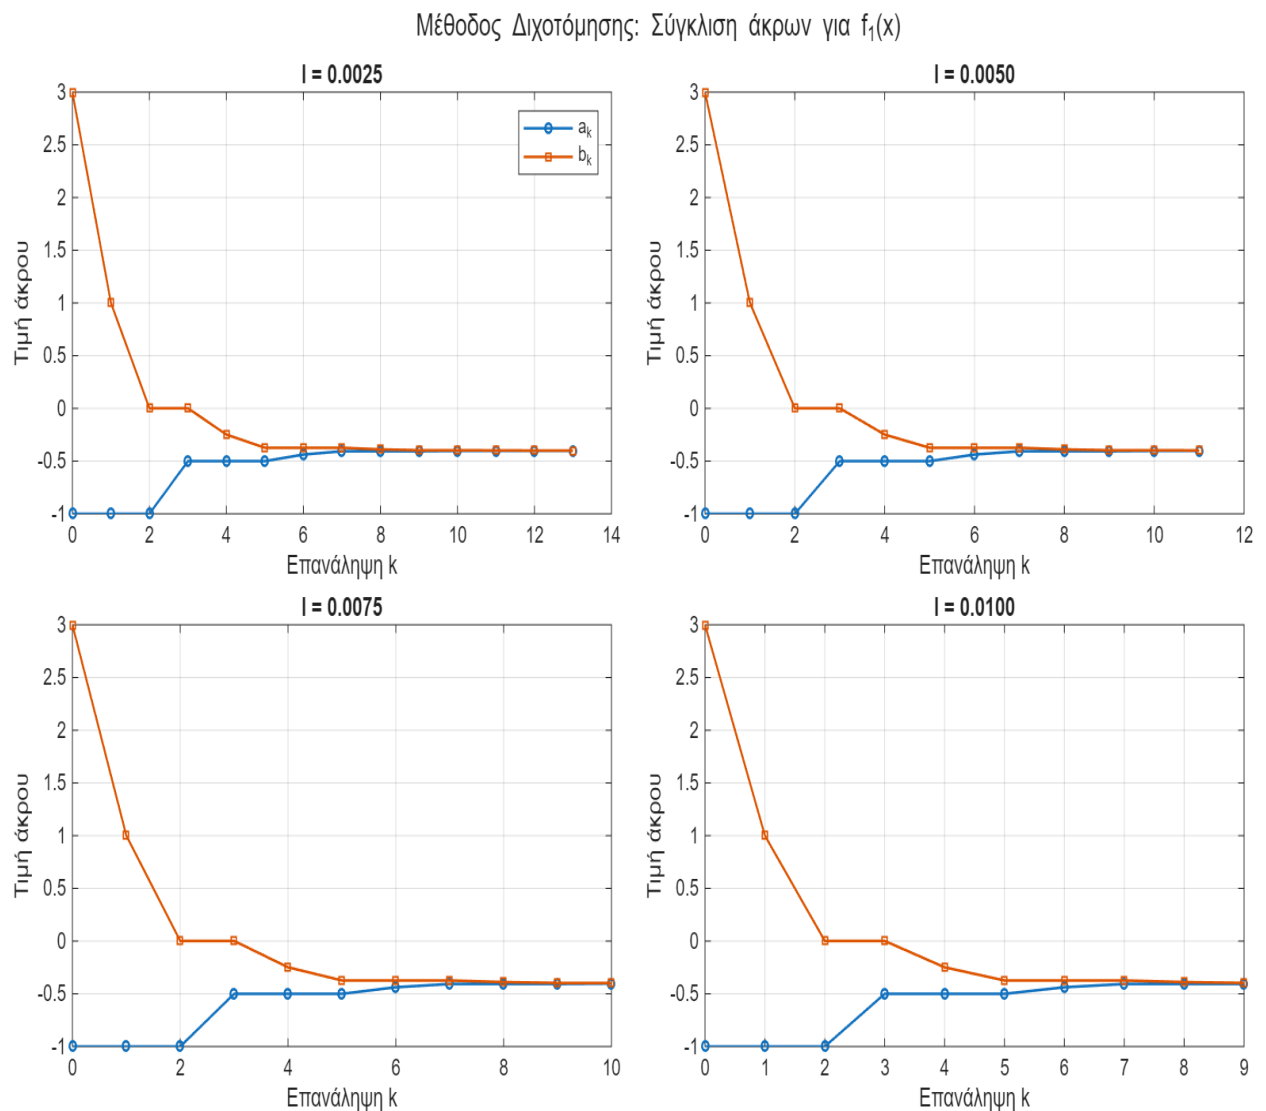 Μέθοδος Διχοτόμησης: Σύγκλιση άκρων για f₁(x)
l = 0.0025
3
2.5
2
1.5
1
0.5
0
-0.5
-1
Τιμή άκρου
0 2 4 6 8 10 12 14
Επανάληψη k
aₖ
bₖ
l = 0.0050
3
2.5
2
1.5
1
0.5
0
-0.5
-1
Τιμή άκρου
0 2 4 6 8 10 12
Επανάληψη k
l = 0.0075
3
2.5
2
1.5
1
0.5
0
-0.5
-1
Τιμή άκρου
0 2 4 6 8 10
Επανάληψη k
l = 0.0100
3
2.5
2
1.5
1
0.5
0
-0.5
-1
Τιμή άκρου
0 1 2 3 4 5 6 7 8 9
Επανάληψη k